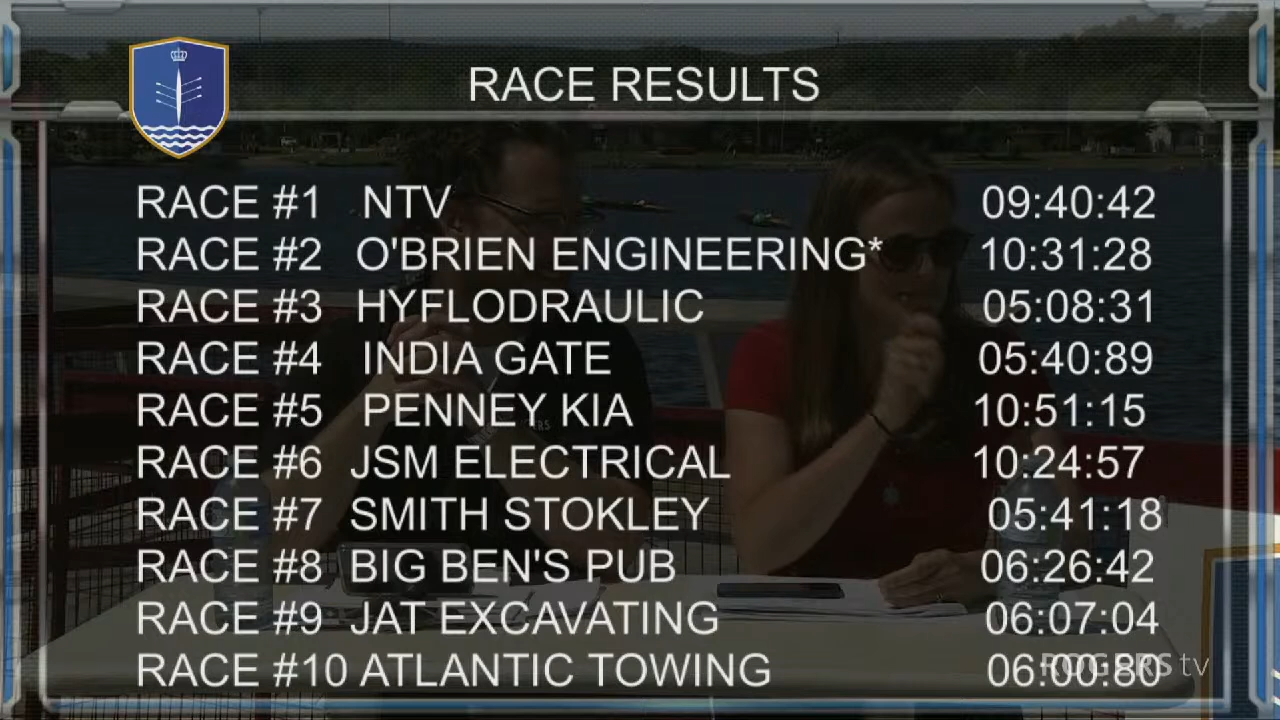 RACE RESULTS
RACE #1 NTV 09:40:42
RACE #2 O'BRIEN ENGINEERING* 10:31:28
RACE #3 HYFLODRAULIC 05:08:31
RACE #4 INDIA GATE 05:40:89
RACE #5 PENNEY KIA 10:51:15
RACE #6 JSM ELECTRICAL 10:24:57
RACE #7 SMITH STOKLEY 05:41:18
RACE #8 BIG BEN'S PUB 06:26:42
RACE #9 JAT EXCAVATING 06:07:04
RACE #10 ATLANTIC TOWING 06:00:80
ROGERS tv